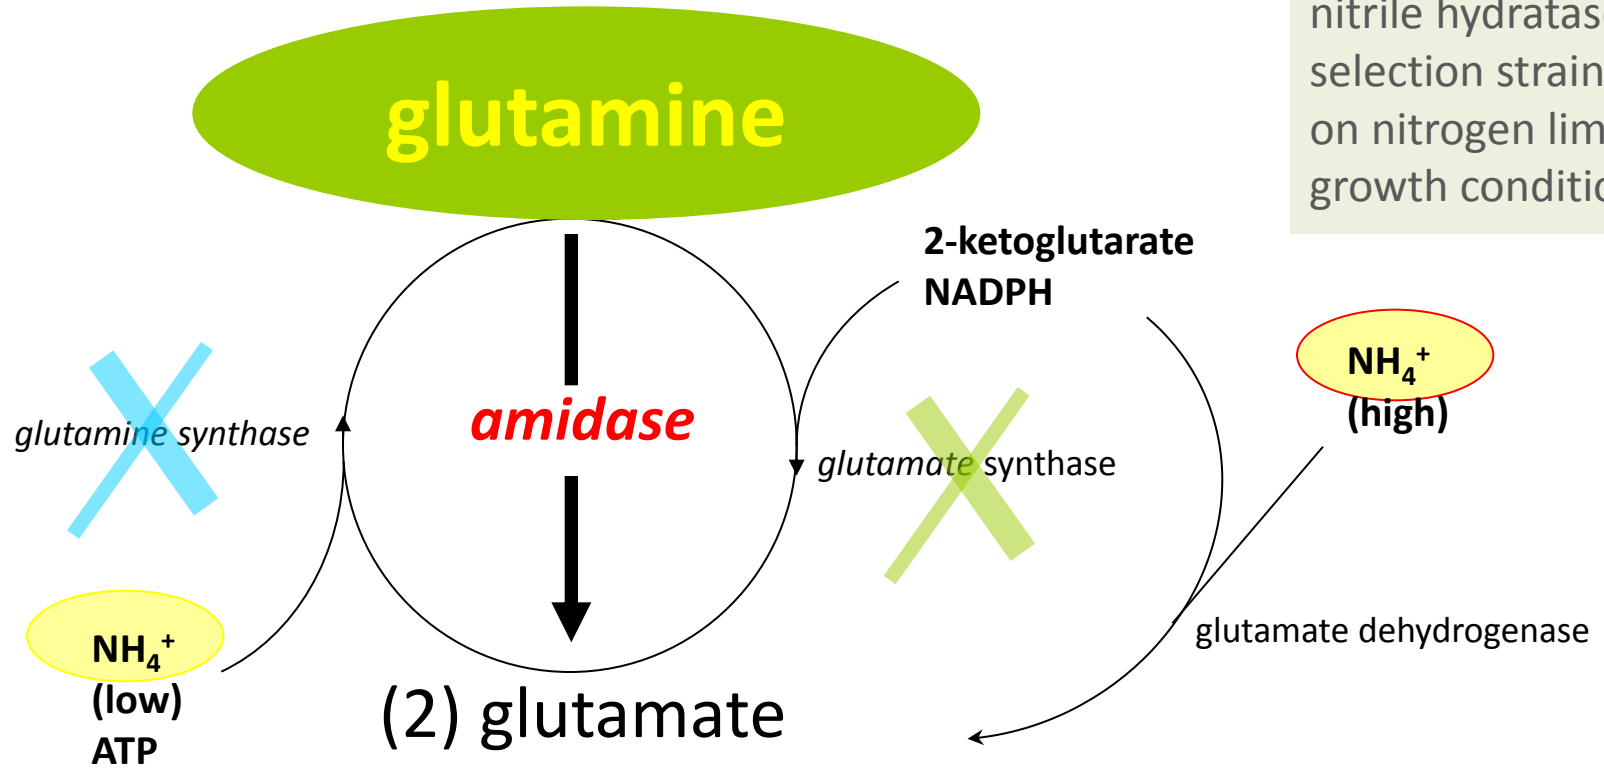 nitrile hydratase
selection strain
on nitrogen lim
growth conditio
glutamine
2-ketoglutarate
NADPH
NH₄⁺
(high)
amidase
glutamine synthase
glutamate synthase
glutamate dehydrogenase
NH₄⁺
(low)
ATP
(2) glutamate